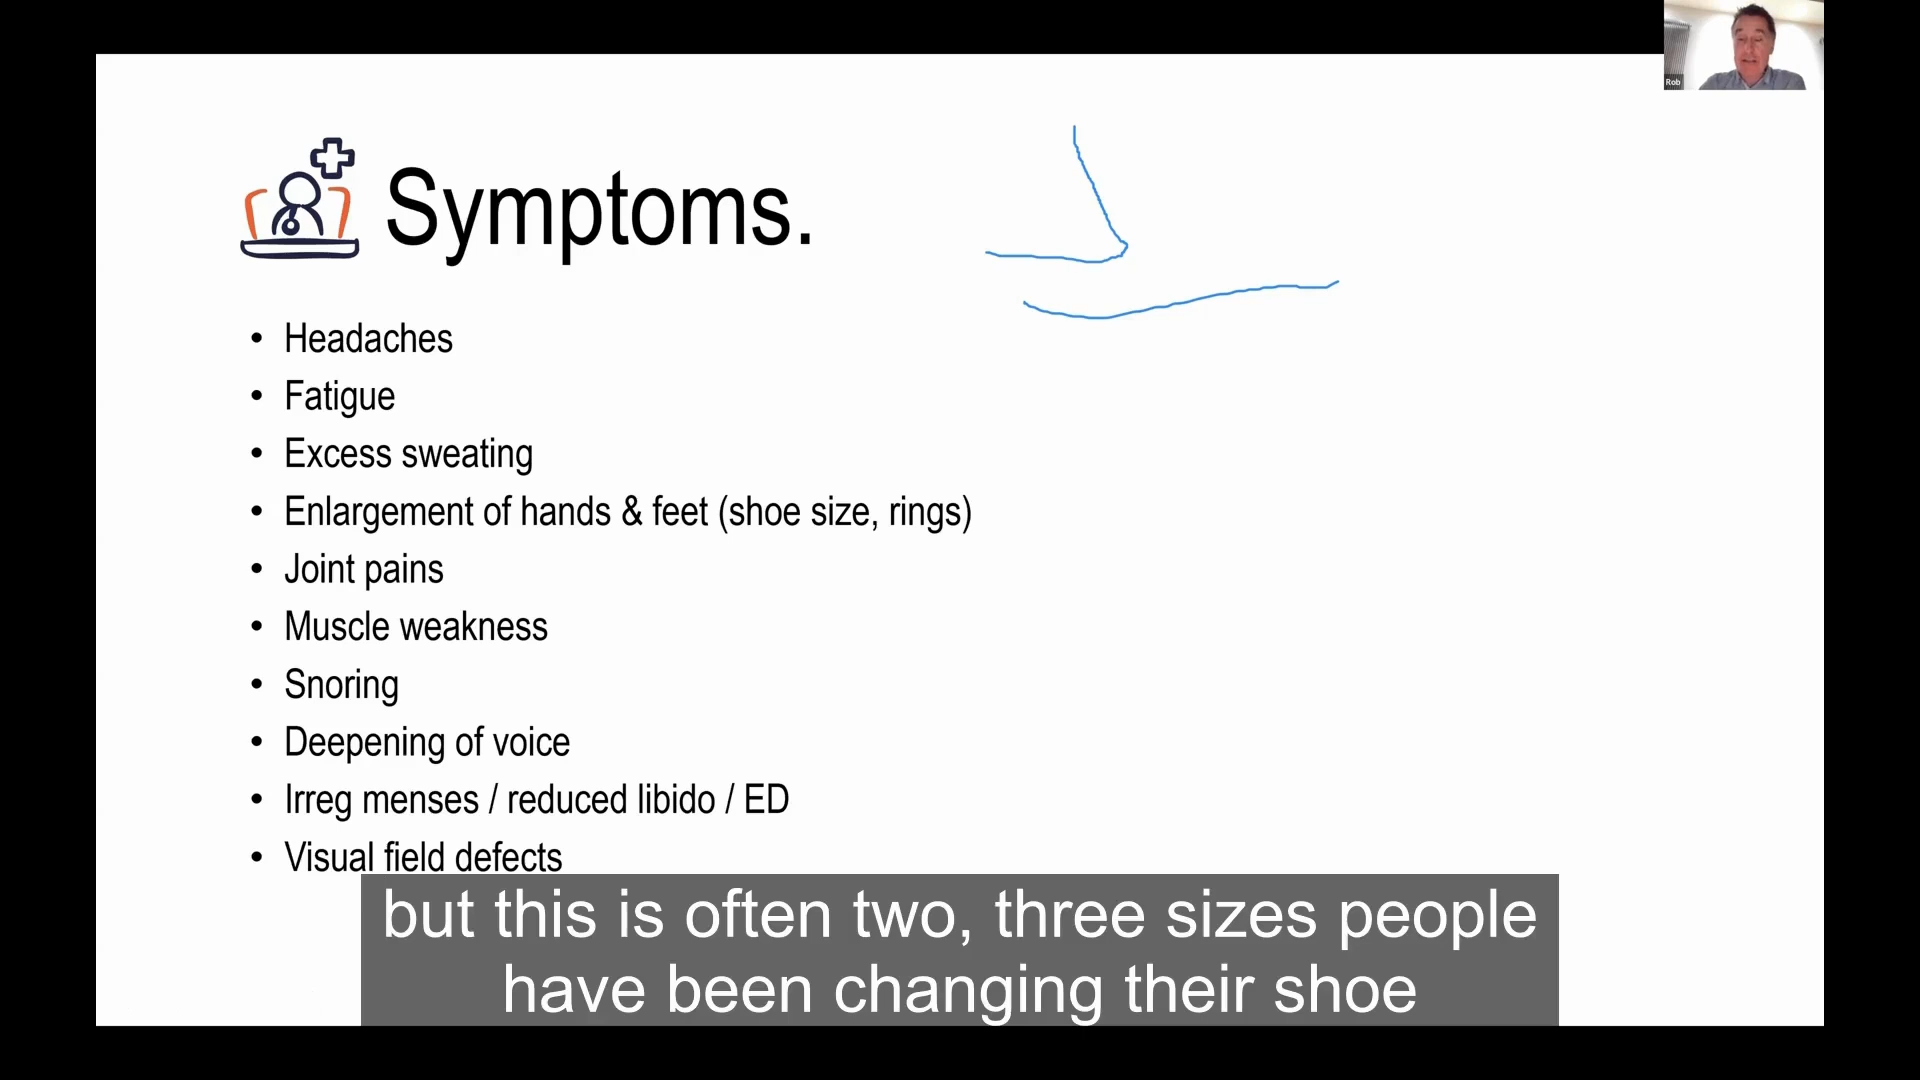 Rob
Symptoms.
• Headaches
• Fatigue
• Excess sweating
• Enlargement of hands & feet (shoe size, rings)
• Joint pains
• Muscle weakness
• Snoring
• Deepening of voice
• Irreg menses / reduced libido / ED
• Visual field defects
but this is often two, three sizes people
have been changing their shoe